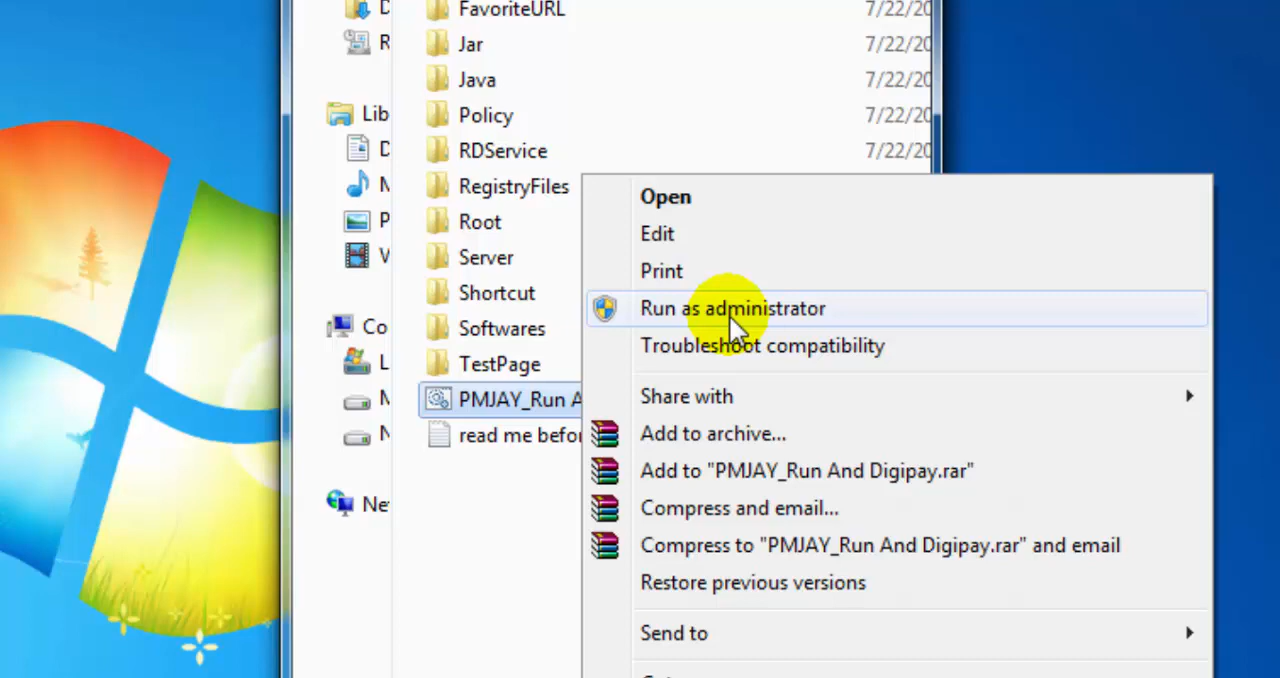 FavoriteURL 7/22/20
Jar 7/22/20
Java 7/22/20
Lib
Policy 7/22/20
RDService 7/22/20
RegistryFiles
Root
Server
Shortcut
Co
Softwares
TestPage
PMJAY_Run A
read me befor
Ne
Open
Edit
Print
Run as administrator
Troubleshoot compatibility
Share with
Add to archive...
Add to "PMJAY_Run And Digipay.rar"
Compress and email...
Compress to "PMJAY_Run And Digipay.rar" and email
Restore previous versions
Send to